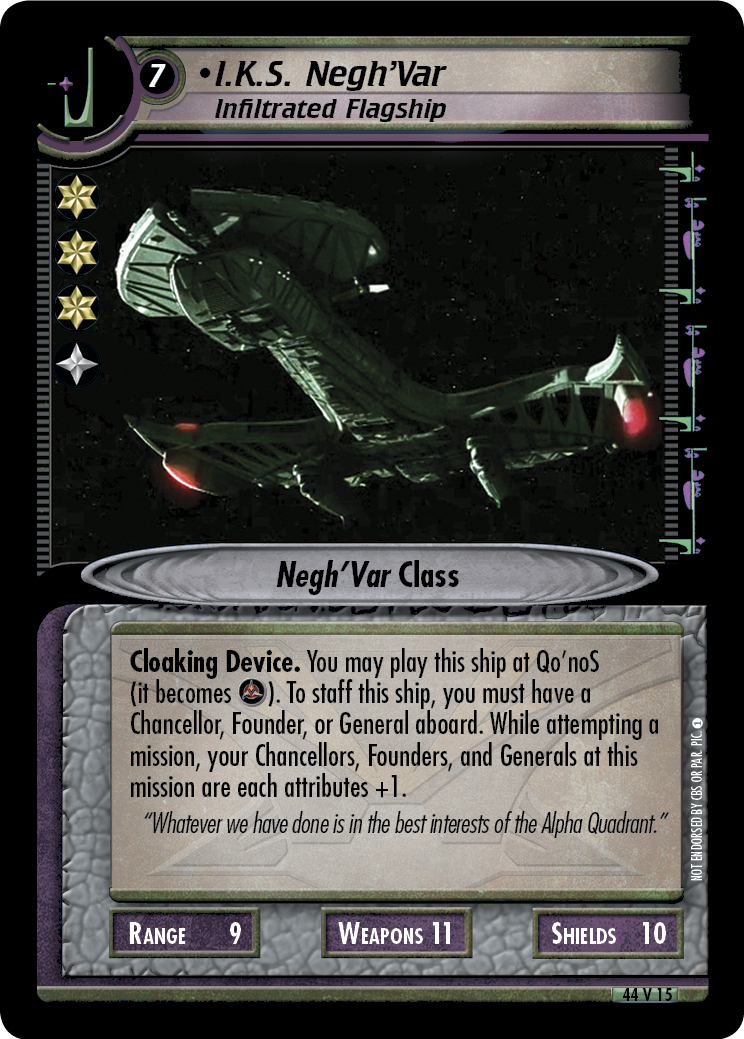 7
•I.K.S. Negh'Var
Infiltrated Flagship
Negh'Var Class
Cloaking Device. You may play this ship at Qo'noS
(it becomes ). To staff this ship, you must have a
Chancellor, Founder, or General aboard. While attempting a
mission, your Chancellors, Founders, and Generals at this
mission are each attributes +1.
"Whatever we have done is in the best interests of the Alpha Quadrant."
NOT ENDORSED BY CBS OR PAR. PIC. 1
RANGE 9
WEAPONS 11
SHIELDS 10
44 V 15